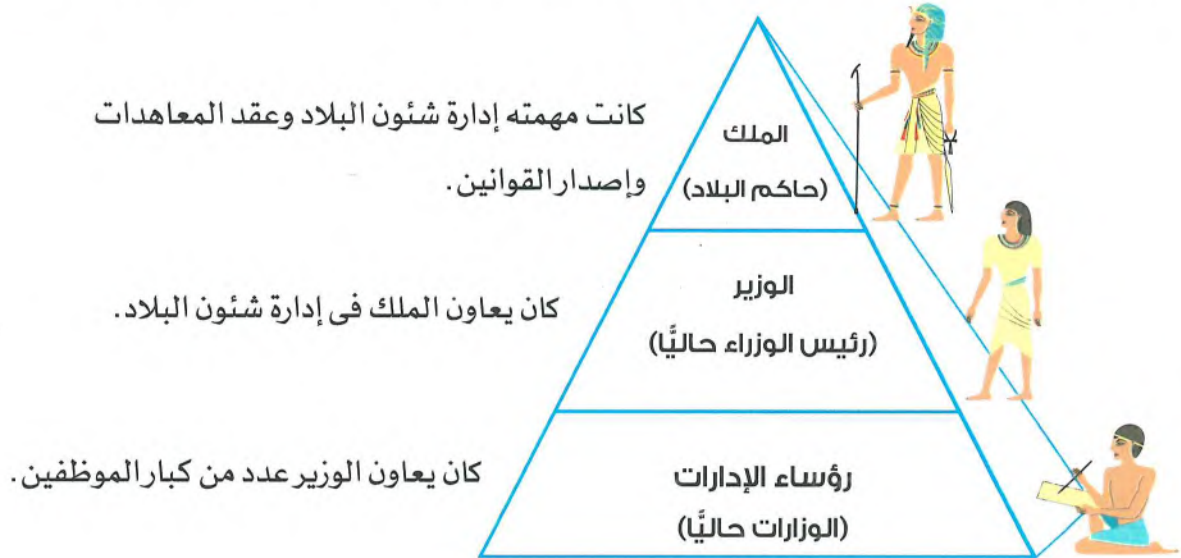 كانت مهمته إدارة شئون البلاد وعقد المعاهدات
وإصدار القوانين.
الملك
(حاكم البلاد)
كان يعاون الملك فى إدارة شئون البلاد.
الوزير
(رئيس الوزراء حاليًّا)
كان يعاون الوزير عدد من كبار الموظفين.
رؤساء الإدارات
(الوزارات حاليًّا)